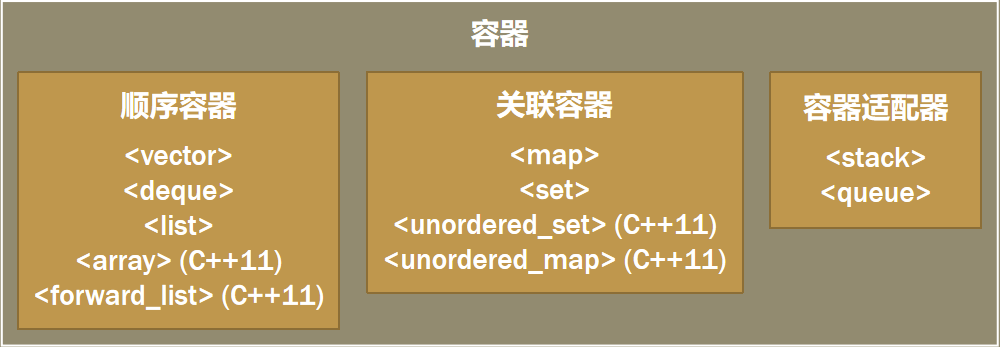 容器
顺序容器
<vector>
<deque>
<list>
<array> (C++11)
<forward_list> (C++11)
关联容器
<map>
<set>
<unordered_set> (C++11)
<unordered_map> (C++11)
容器适配器
<stack>
<queue>